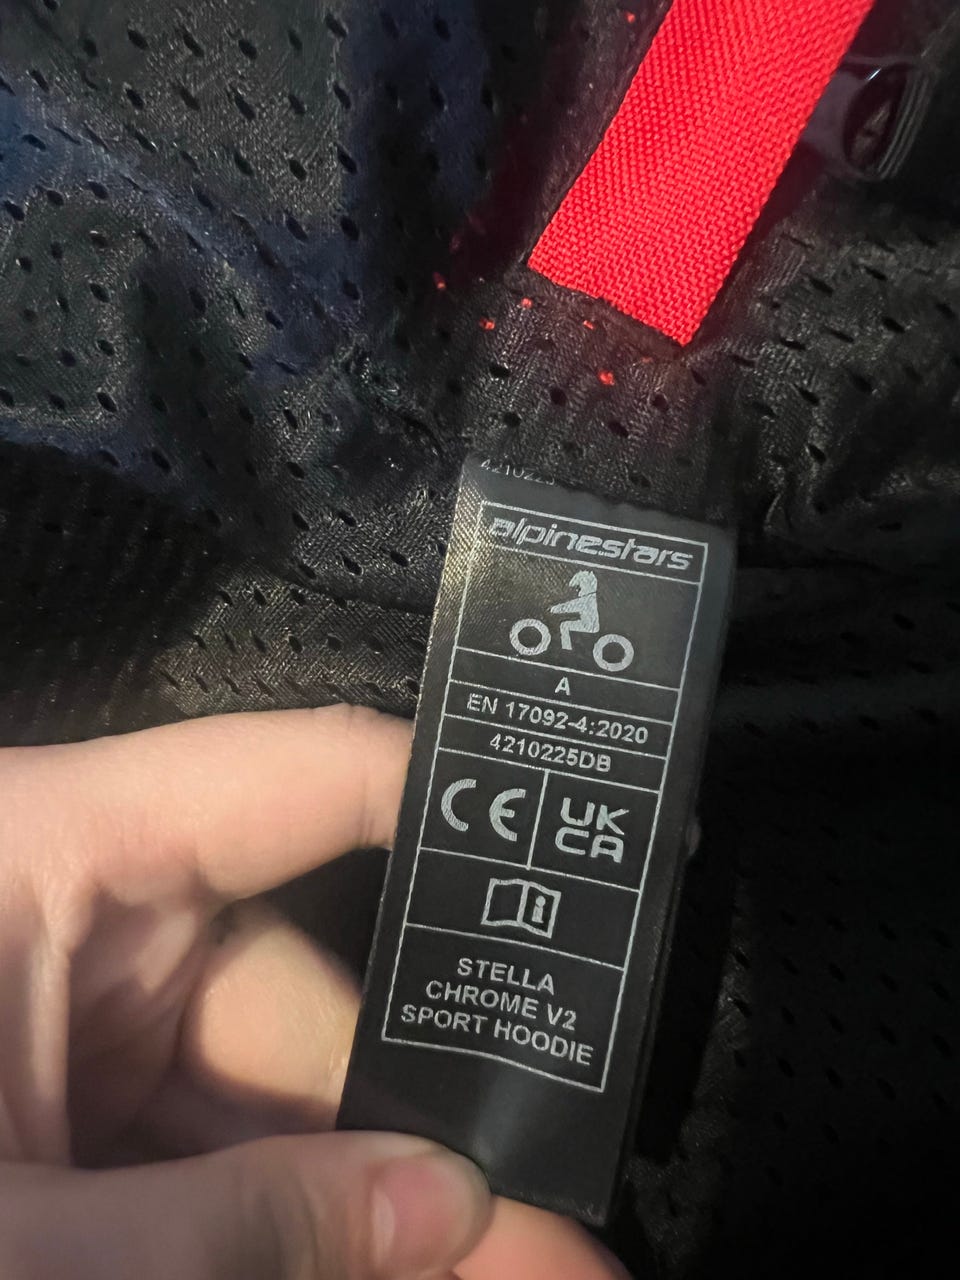 alpinestars
A
EN 17092-4:2020
4210225DB
CE
UK
CA
i
STELLA
CHROME V2
SPORT HOODIE